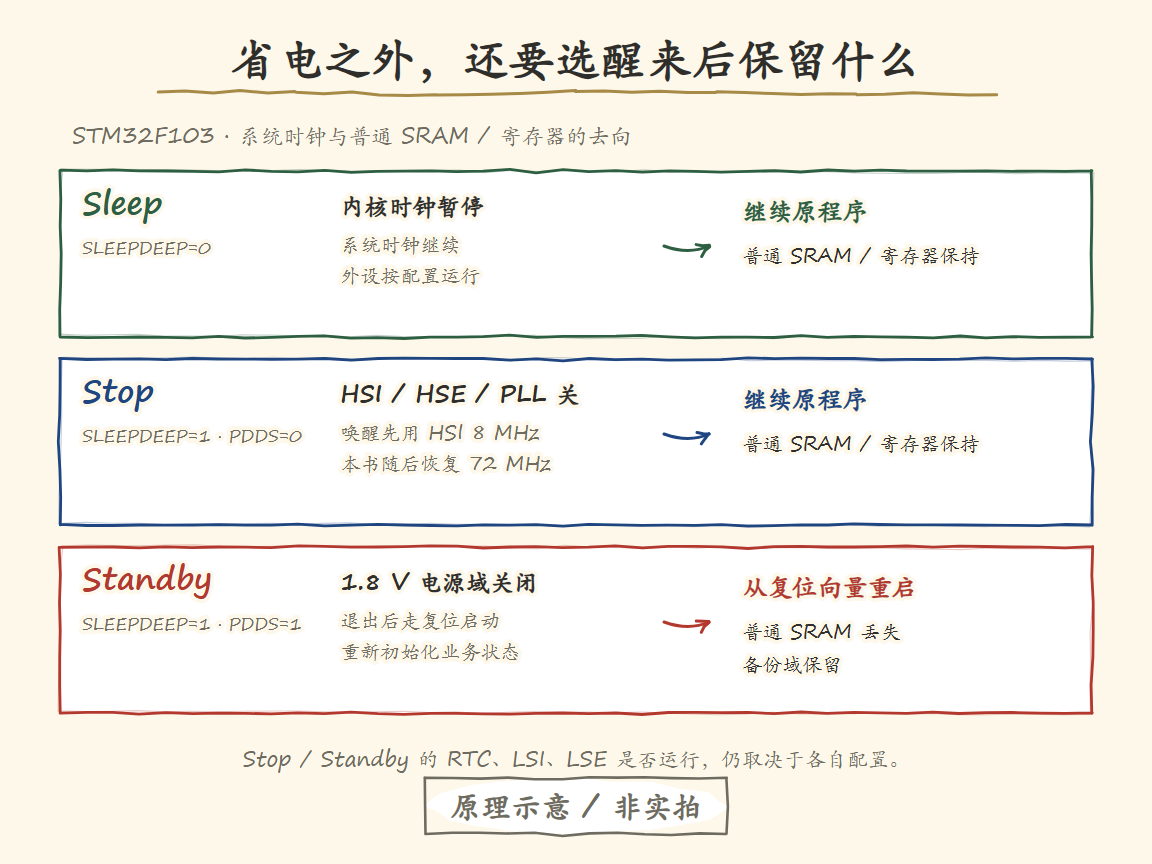 省电之外，还要选醒来后保留什么
STM32F103 · 系统时钟与普通 SRAM / 寄存器的去向
Sleep
SLEEPDEEP=0
内核时钟暂停
系统时钟继续
外设按配置运行
继续原程序
普通 SRAM / 寄存器保持
Stop
SLEEPDEEP=1 · PDDS=0
HSI / HSE / PLL 关
唤醒先用 HSI 8 MHz
本书随后恢复 72 MHz
继续原程序
普通 SRAM / 寄存器保持
Standby
SLEEPDEEP=1 · PDDS=1
1.8 V 电源域关闭
退出后走复位启动
重新初始化业务状态
从复位向量重启
普通 SRAM 丢失
备份域保留
Stop / Standby 的 RTC、LSI、LSE 是否运行，仍取决于各自配置。
原理示意 / 非实拍